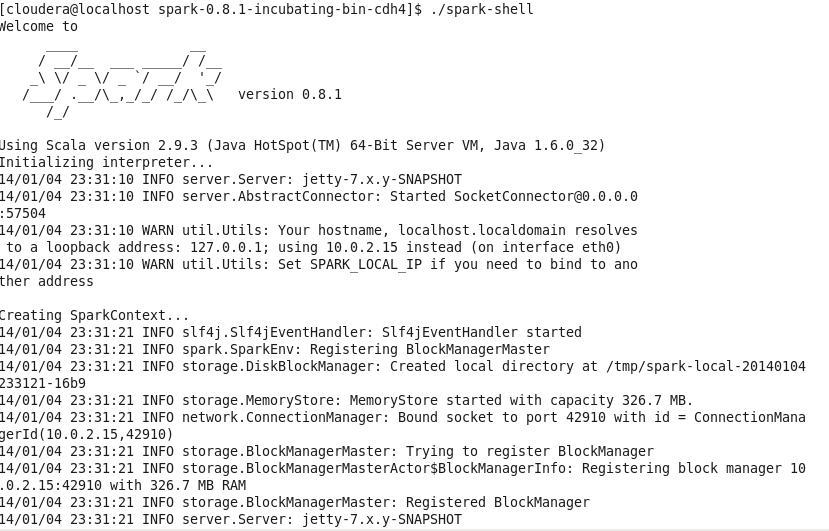 [cloudera@localhost spark-0.8.1-incubating-bin-cdh4]$ ./spark-shell
Welcome to
      ____              __
     / __/__  ___ _____/ /__
    _\ \/ _ \/ _ `/ __/  '_/
   /___/ .__/\_,_/_/ /_/\_\   version 0.8.1
      /_/
Using Scala version 2.9.3 (Java HotSpot(TM) 64-Bit Server VM, Java 1.6.0_32)
Initializing interpreter...
14/01/04 23:31:10 INFO server.Server: jetty-7.x.y-SNAPSHOT
14/01/04 23:31:10 INFO server.AbstractConnector: Started SocketConnector@0.0.0.0
:57504
14/01/04 23:31:10 WARN util.Utils: Your hostname, localhost.localdomain resolves
 to a loopback address: 127.0.0.1; using 10.0.2.15 instead (on interface eth0)
14/01/04 23:31:10 WARN util.Utils: Set SPARK_LOCAL_IP if you need to bind to ano
ther address
Creating SparkContext...
14/01/04 23:31:21 INFO slf4j.Slf4jEventHandler: Slf4jEventHandler started
14/01/04 23:31:21 INFO spark.SparkEnv: Registering BlockManagerMaster
14/01/04 23:31:21 INFO storage.DiskBlockManager: Created local directory at /tmp/spark-local-20140104
233121-16b9
14/01/04 23:31:21 INFO storage.MemoryStore: MemoryStore started with capacity 326.7 MB.
14/01/04 23:31:21 INFO network.ConnectionManager: Bound socket to port 42910 with id = ConnectionMana
gerId(10.0.2.15,42910)
14/01/04 23:31:21 INFO storage.BlockManagerMaster: Trying to register BlockManager
14/01/04 23:31:21 INFO storage.BlockManagerMasterActor$BlockManagerInfo: Registering block manager 10
.0.2.15:42910 with 326.7 MB RAM
14/01/04 23:31:21 INFO storage.BlockManagerMaster: Registered BlockManager
14/01/04 23:31:21 INFO server.Server: jetty-7.x.y-SNAPSHOT